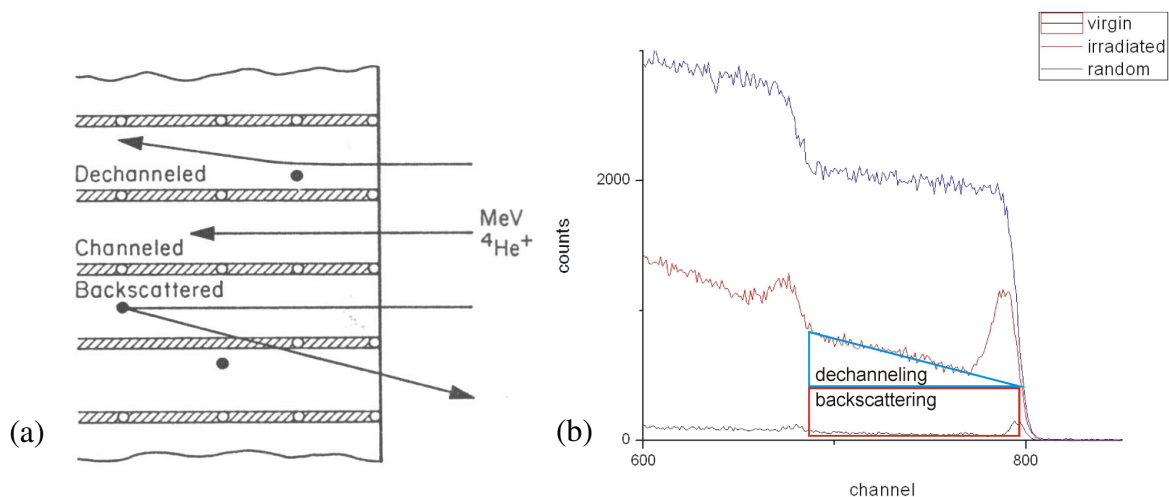 Dechanneled
MeV
⁴He⁺
Channeled
Backscattered
(a)
virgin
irradiated
random
counts
2000
0
dechanneling
backscattering
600
800
channel
(b)